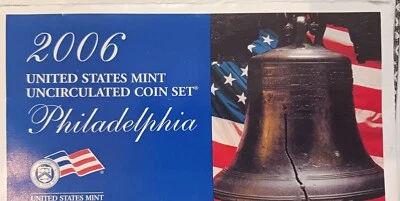 2006
UNITED STATES MINT
UNCIRCULATED COIN SET®
Philadelphia
UNITED STATES MINT